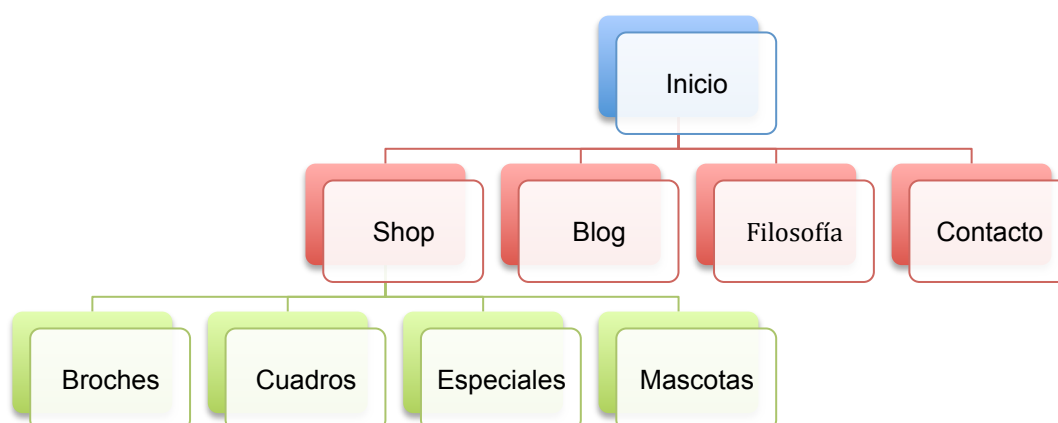 Inicio
Shop
Blog
Filosofía
Contacto
Broches
Cuadros
Especiales
Mascotas